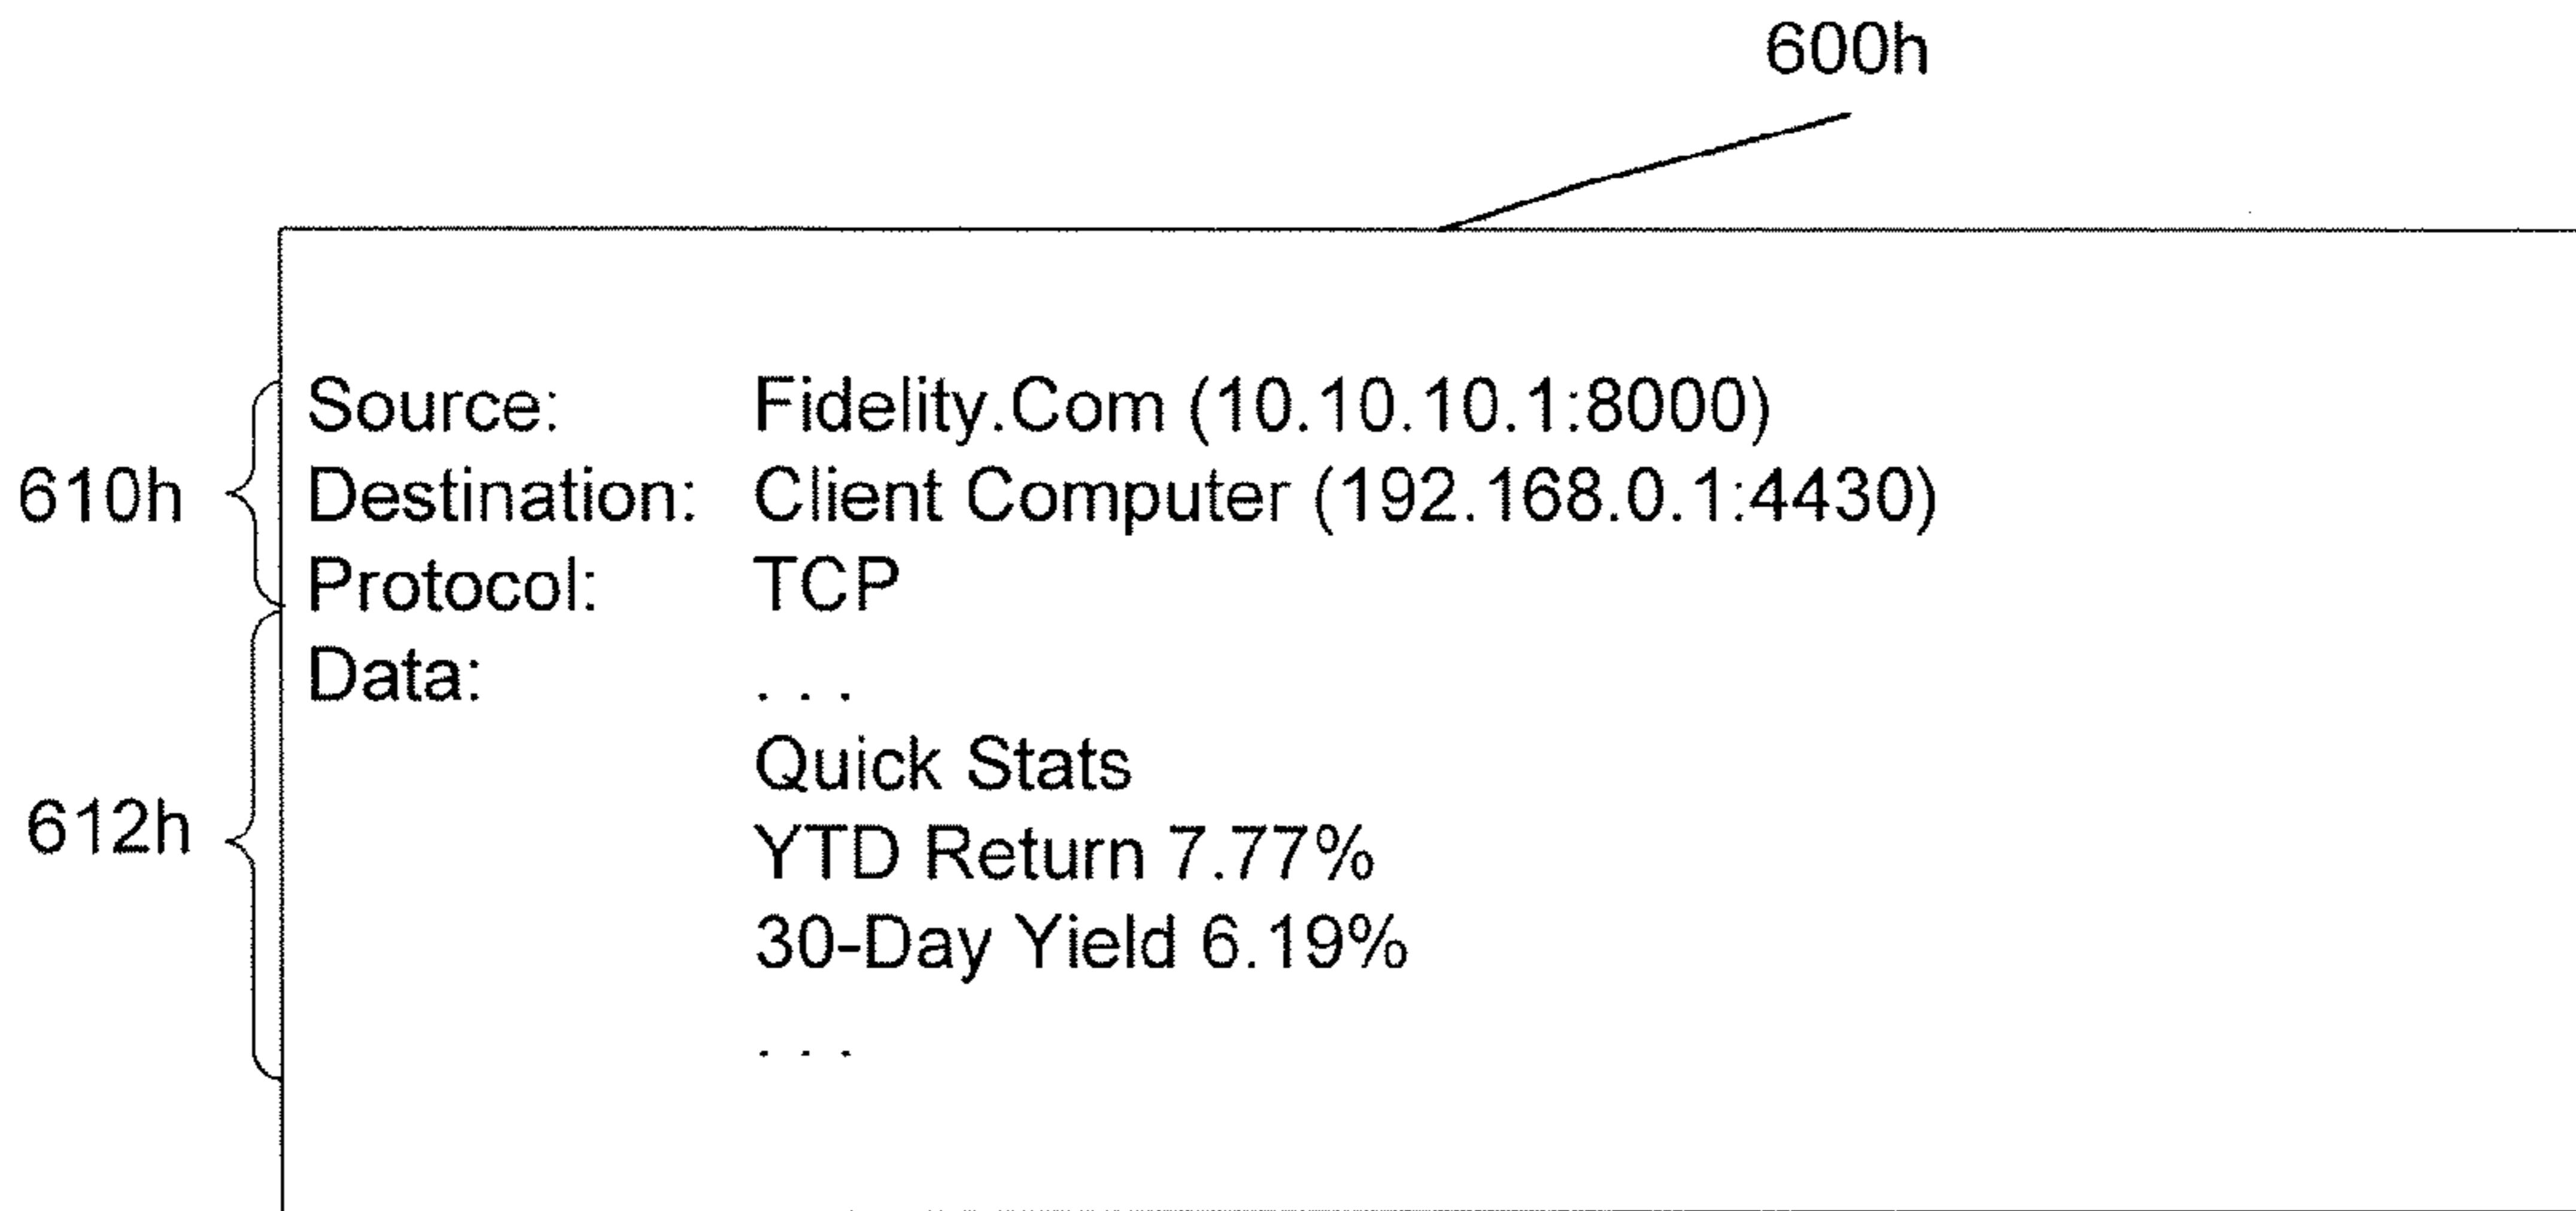 600h
Source: Fidelity.Com (10.10.10.1:8000)
610h Destination: Client Computer (192.168.0.1:4430)
Protocol: TCP
Data: . . .
Quick Stats
612h YTD Return 7.77%
30-Day Yield 6.19%
. . .